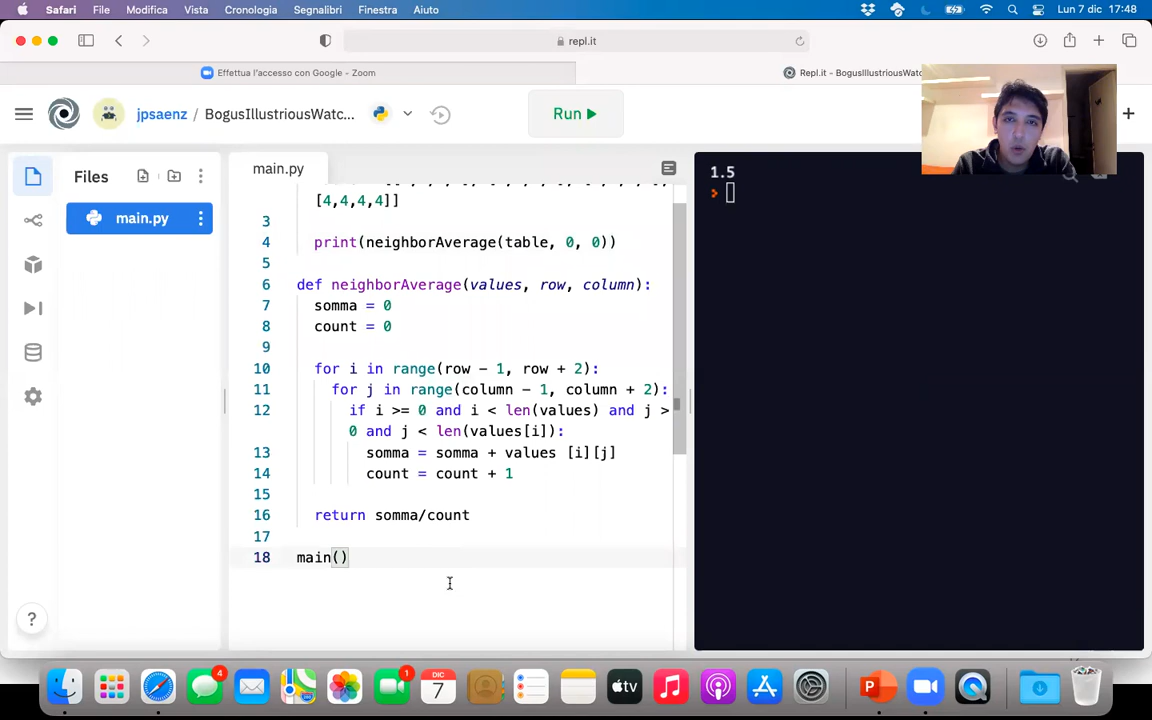 Safari File Modifica Vista Cronologia Segnalibri Finestra Aiuto Lun 7 dic 17:48
repl.it
Effettua l'accesso con Google - Zoom
Repl.it - BogusIllustriousWatc
jpsaenz / BogusIllustriousWatc...
Run
Files
main.py
main.py
[4,4,4,4]]
3
4 print(neighborAverage(table, 0, 0))
5
6 def neighborAverage(values, row, column):
7 somma = 0
8 count = 0
9
10 for i in range(row - 1, row + 2):
11 for j in range(column - 1, column + 2):
12 if i >= 0 and i < len(values) and j >
0 and j < len(values[i]):
13 somma = somma + values [i][j]
14 count = count + 1
15
16 return somma/count
17
18 main()
1.5
?
4
1
DIC
7
tv